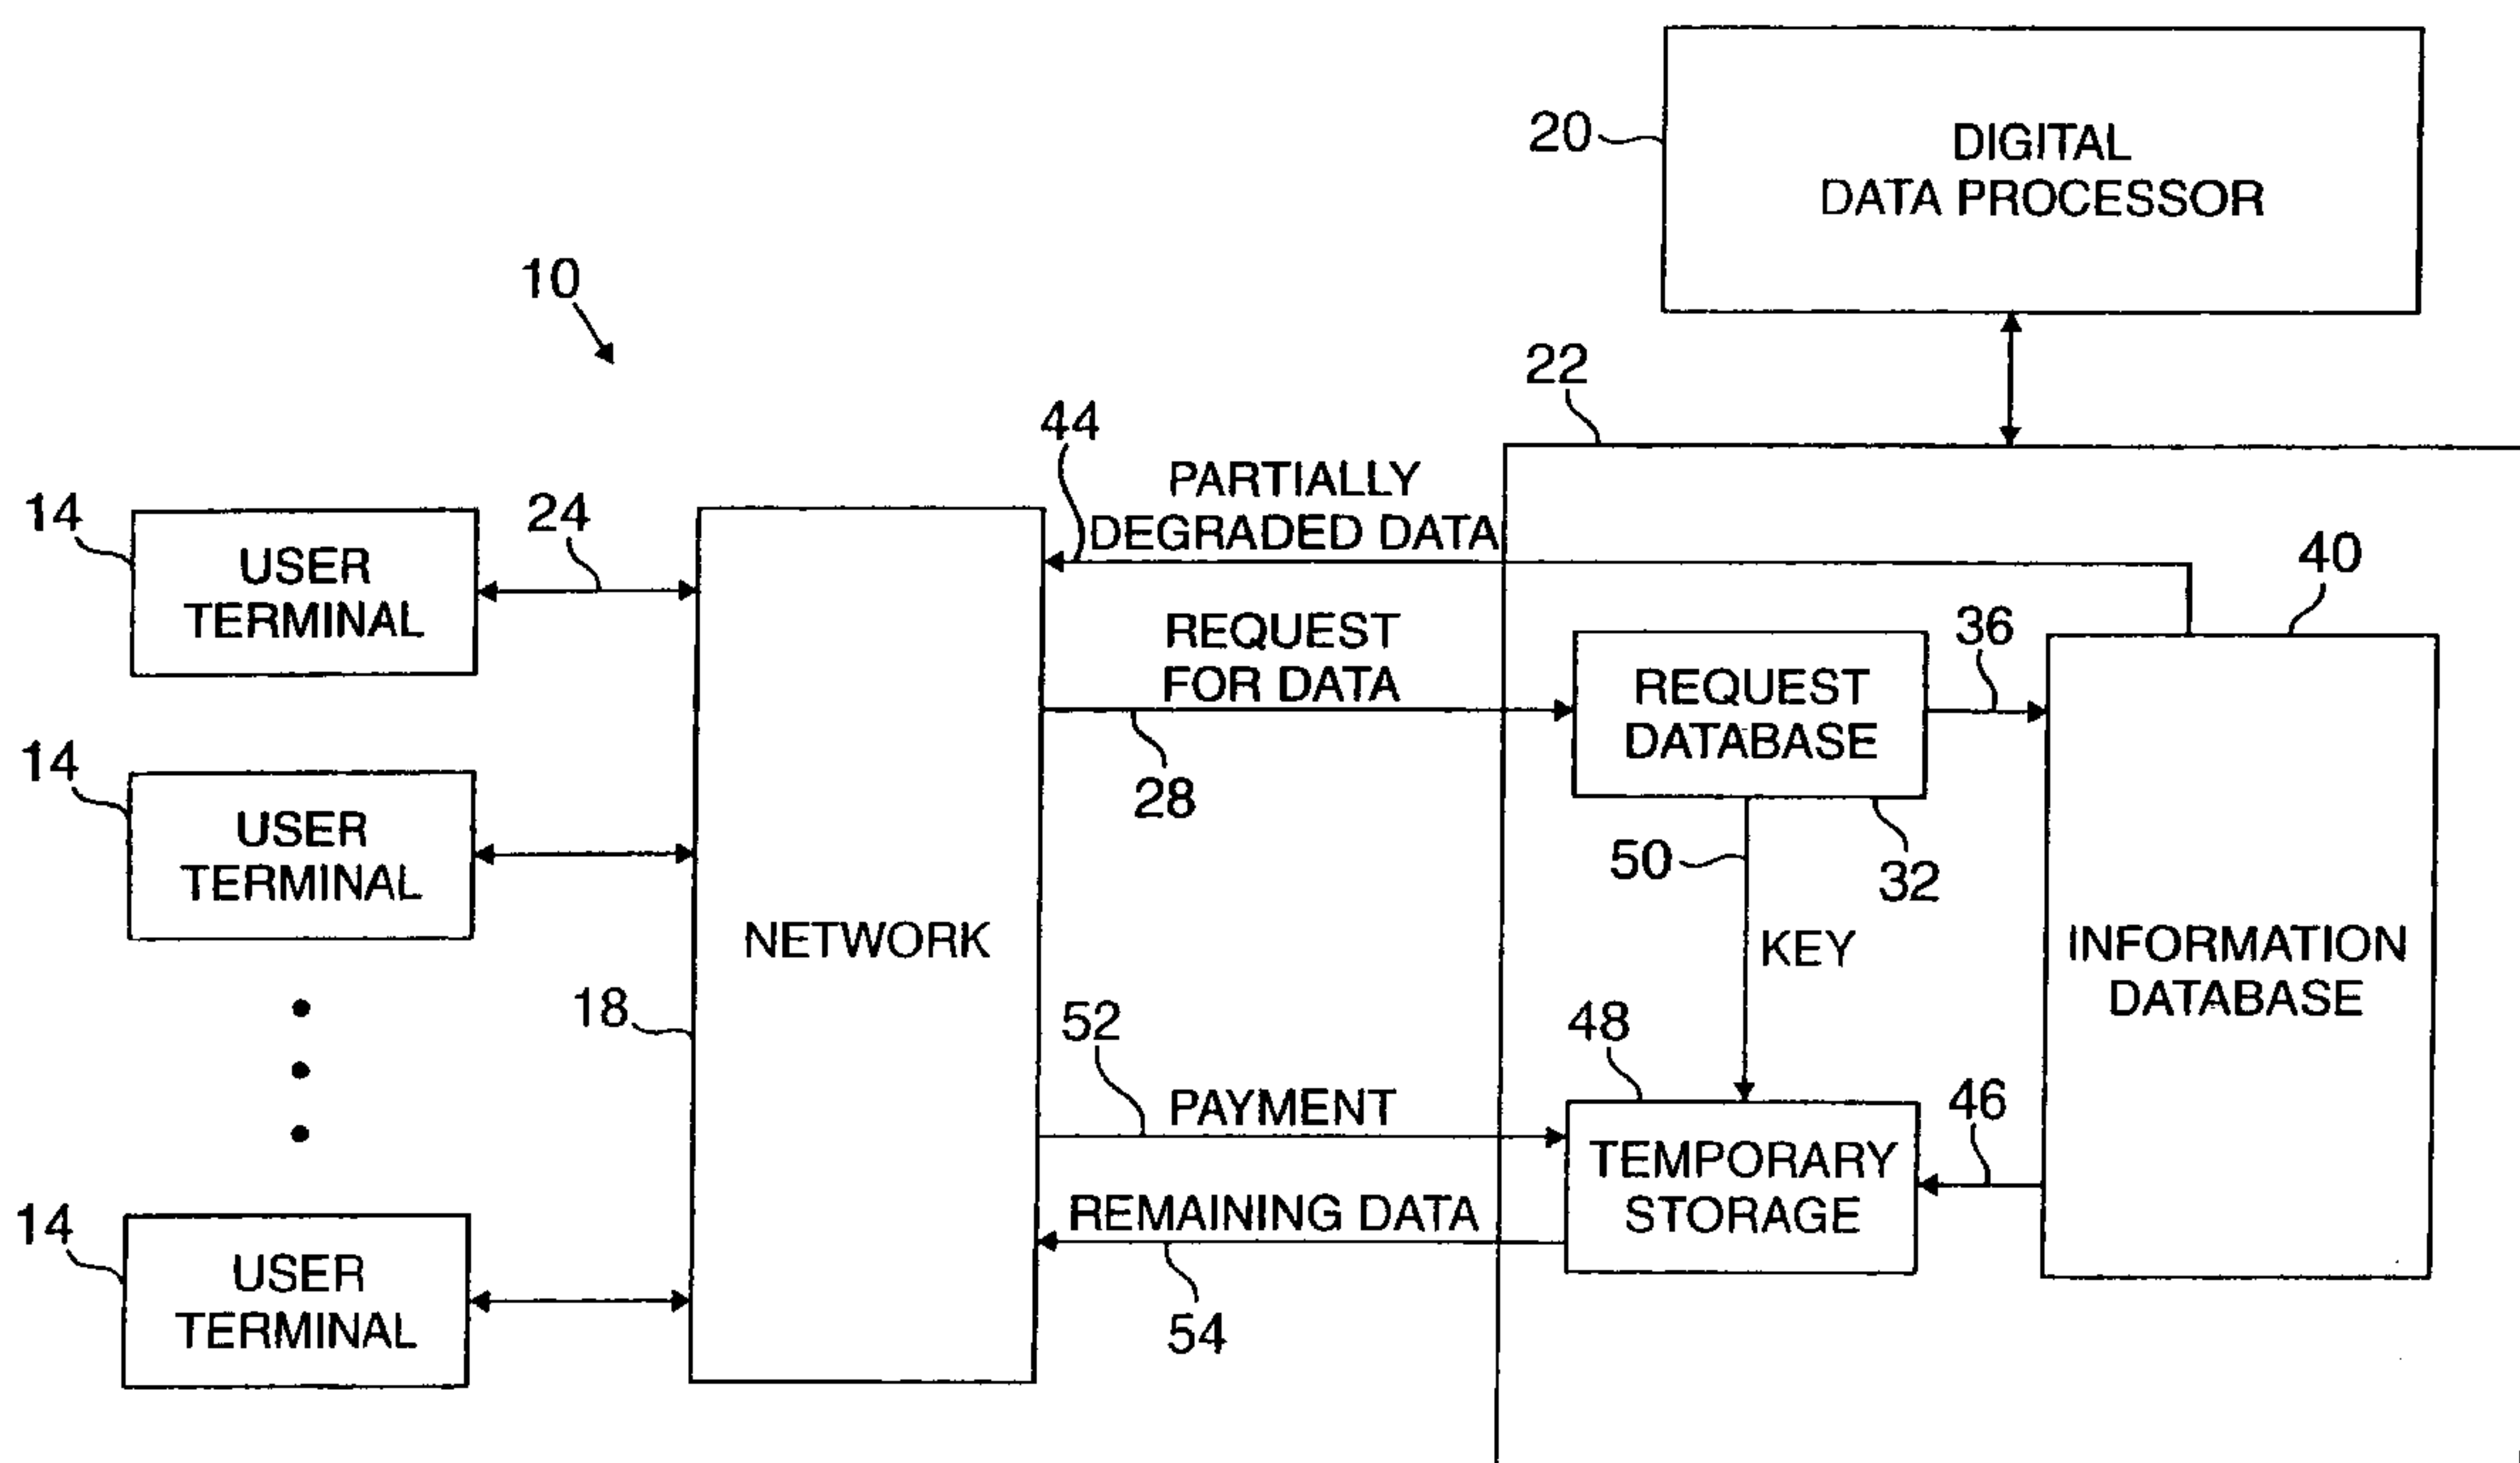 20
DIGITAL
DATA PROCESSOR
10
22
44
PARTIALLY
DEGRADED DATA
14
USER
TERMINAL
24
40
REQUEST
FOR DATA
28
REQUEST
DATABASE
36
32
14
USER
TERMINAL
50
KEY
NETWORK
18
INFORMATION
DATABASE
52
PAYMENT
48
TEMPORARY
STORAGE
46
REMAINING DATA
54
14
USER
TERMINAL